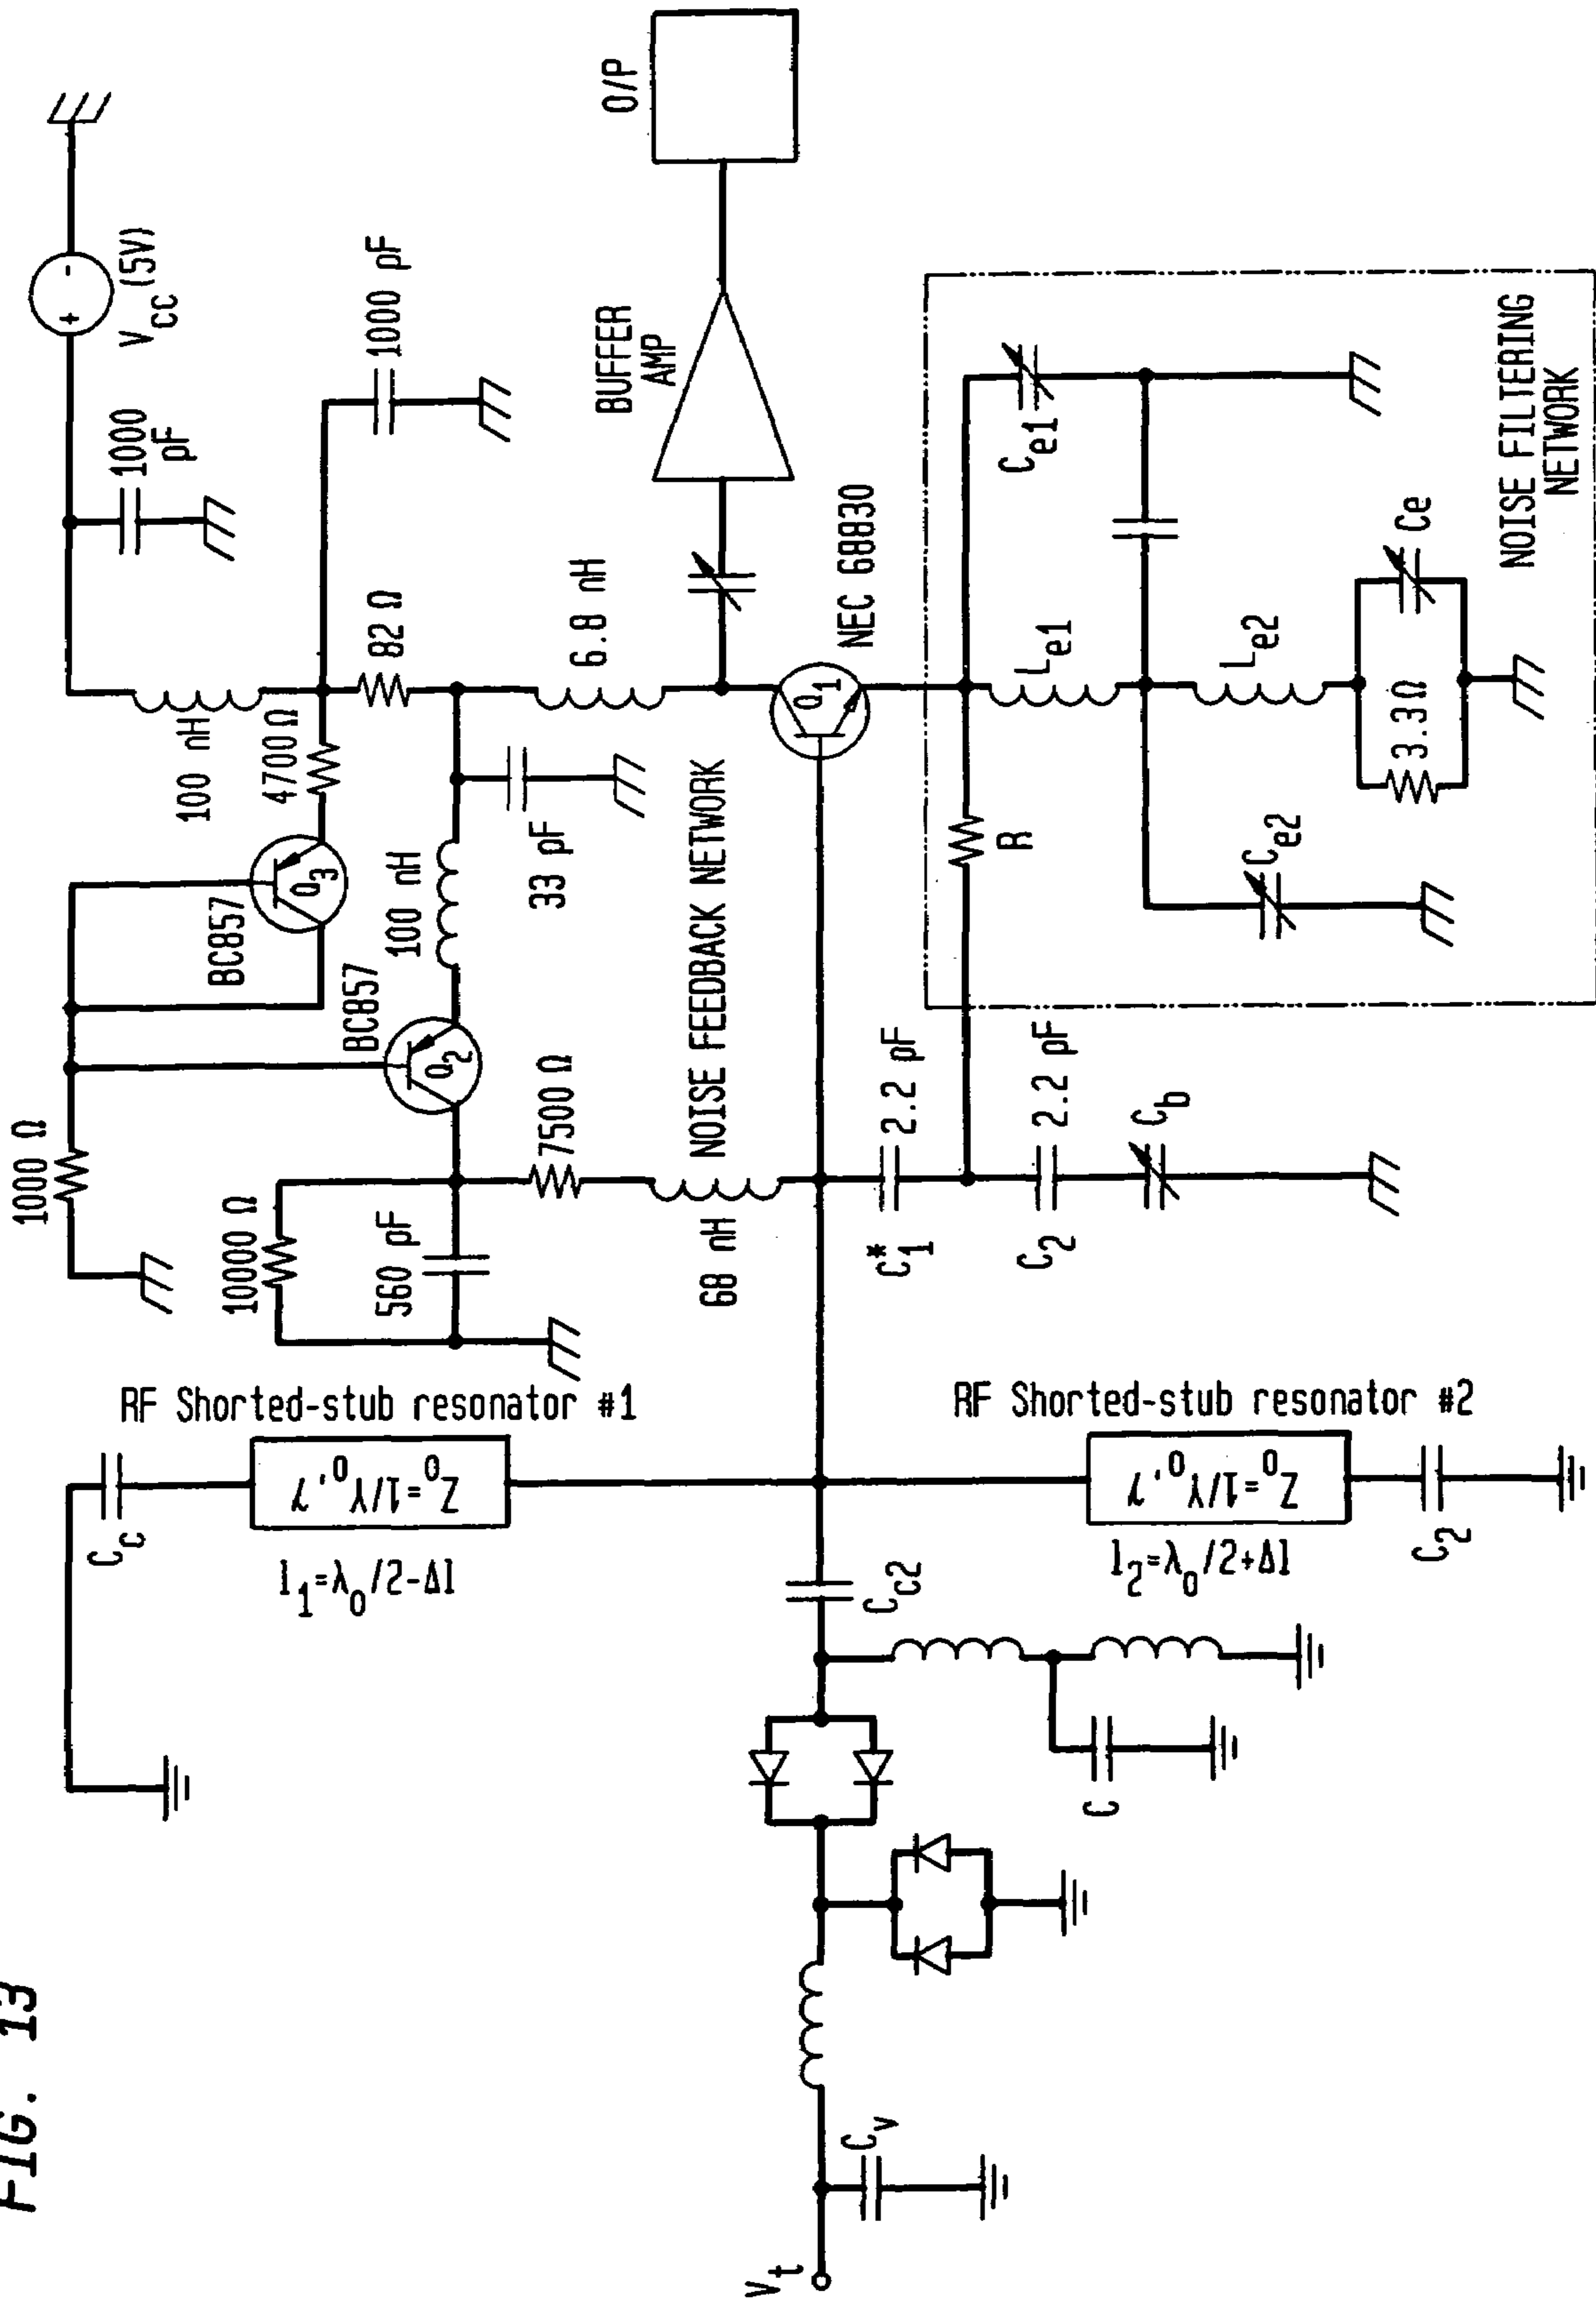 FIG. 13
V_t
C_v
C
C_c2
C_c
RF Shorted-stub resonator #1
Z_0=1/Y_0, γ
l_1=λ_0/2-Δl
RF Shorted-stub resonator #2
Z_0=1/Y_0, γ
l_2=λ_0/2+Δl
C_2
1000 Ω
10000 Ω
560 pF
7500 Ω
68 nH
BC857
Q_2
BC857
Q_3
100 nH
4700 Ω
100 nH
33 pF
82 Ω
6.8 nH
1000
pF
+ -
V_CC (5V)
1000 pF
NOISE FEEDBACK NETWORK
BUFFER
AMP
O/P
Q_1
NEC 68830
C*_1
2.2 pF
C_2
2.2 pF
C_b
R
C_e1
L_e1
L_e2
C_e2
3.3Ω
Ce
NOISE FILTERING
NETWORK